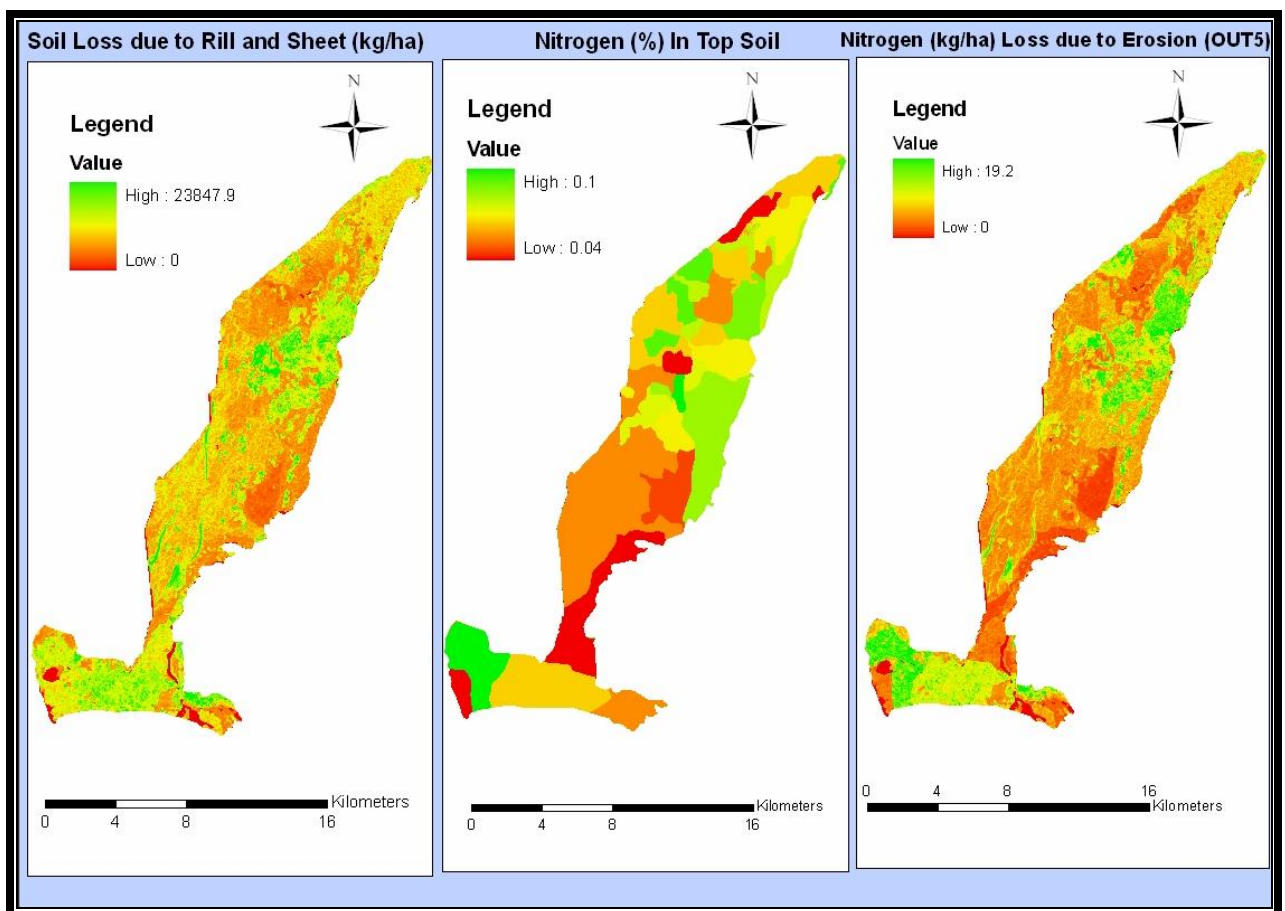 Soil Loss due to Rill and Sheet (kg/ha)
N
Legend
Value
High : 23847.9
Low : 0
Kilometers
0 4 8 16
Nitrogen (%) In Top Soil
N
Legend
Value
High : 0.1
Low : 0.04
Kilometers
0 4 8 16
Nitrogen (kg/ha) Loss due to Erosion (OUT5)
N
Legend
Value
High : 19.2
Low : 0
0 4 8 16
Kilometers